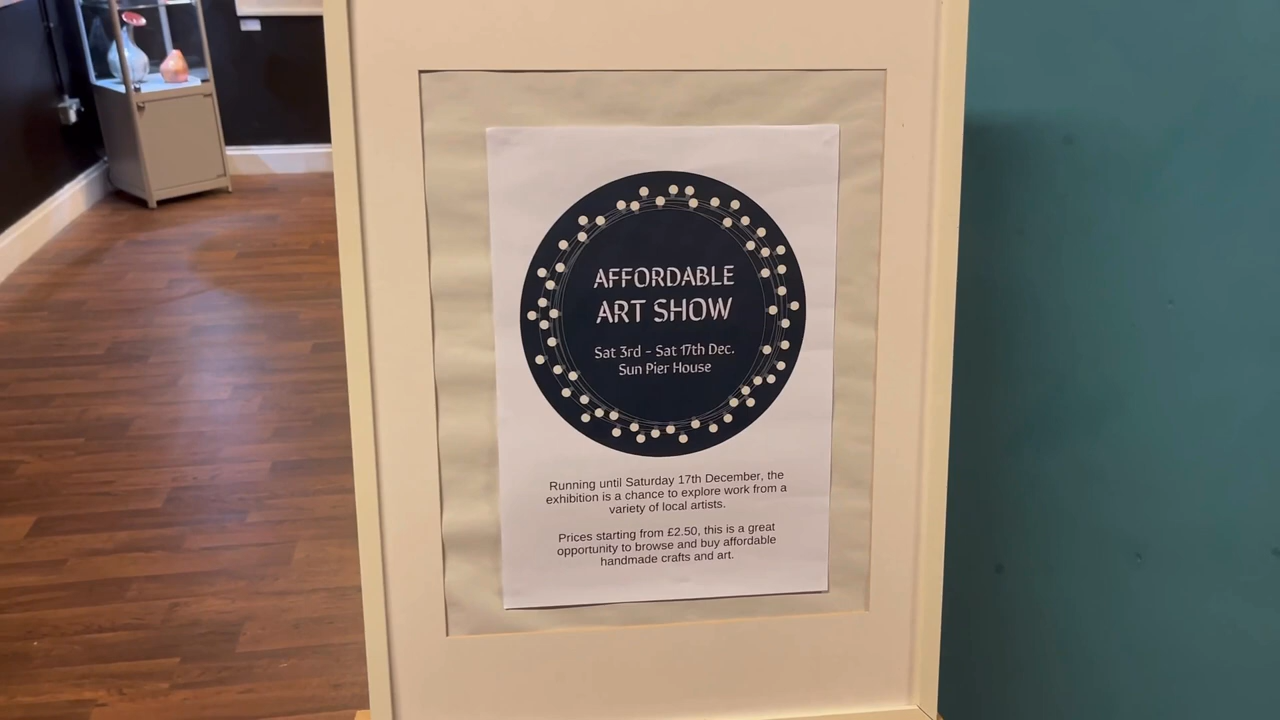 AFFORDABLE
ART SHOW
Sat 3rd - Sat 17th Dec.
Sun Pier House
Running until Saturday 17th December, the
exhibition is a chance to explore work from a
variety of local artists.
Prices starting from £2.50, this is a great
opportunity to browse and buy affordable
handmade crafts and art.